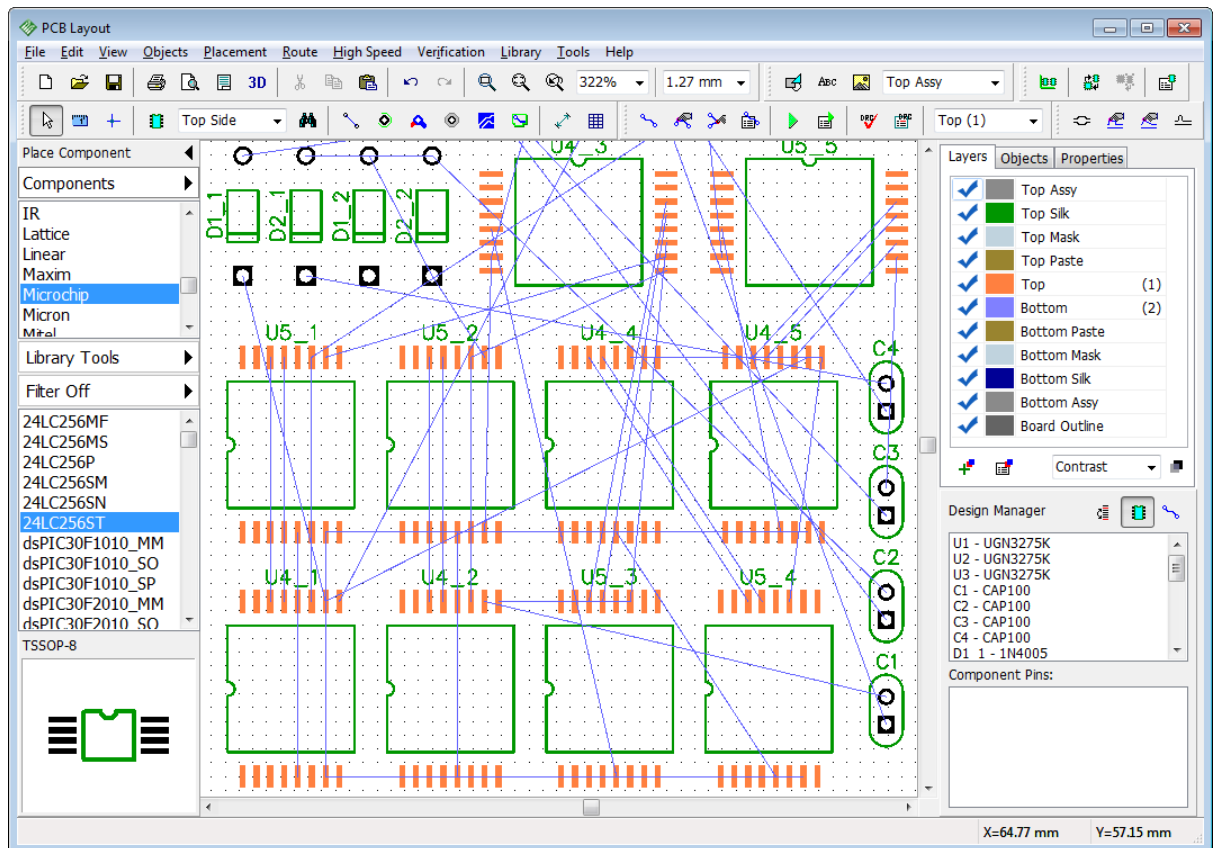 PCB Layout
File Edit View Objects Placement Route High Speed Verification Library Tools Help
3D 322% 1.27 mm ABC Top Assy
Top Side DRC DRC Top (1)
Place Component
Components
IR
Lattice
Linear
Maxim
Microchip
Micron
Mitel
Library Tools
Filter Off
24LC256MF
24LC256MS
24LC256P
24LC256SM
24LC256SN
24LC256ST
dsPIC30F1010_MM
dsPIC30F1010_SO
dsPIC30F1010_SP
dsPIC30F2010_MM
dsPIC30F2010_SO
TSSOP-8
U4_3 U5_5
D1_1 D2_1 D1_2 D2_2
U5_1 U5_2 U4_4 U4_5
C4
C3
U4_1 U4_2 U5_3 U5_4
C2
C1
Layers Objects Properties
Top Assy
Top Silk
Top Mask
Top Paste
Top (1)
Bottom (2)
Bottom Paste
Bottom Mask
Bottom Silk
Bottom Assy
Board Outline
Contrast
Design Manager
U1 - UGN3275K
U2 - UGN3275K
U3 - UGN3275K
C1 - CAP100
C2 - CAP100
C3 - CAP100
C4 - CAP100
D1_1 - 1N4005
Component Pins:
X=64.77 mm Y=57.15 mm